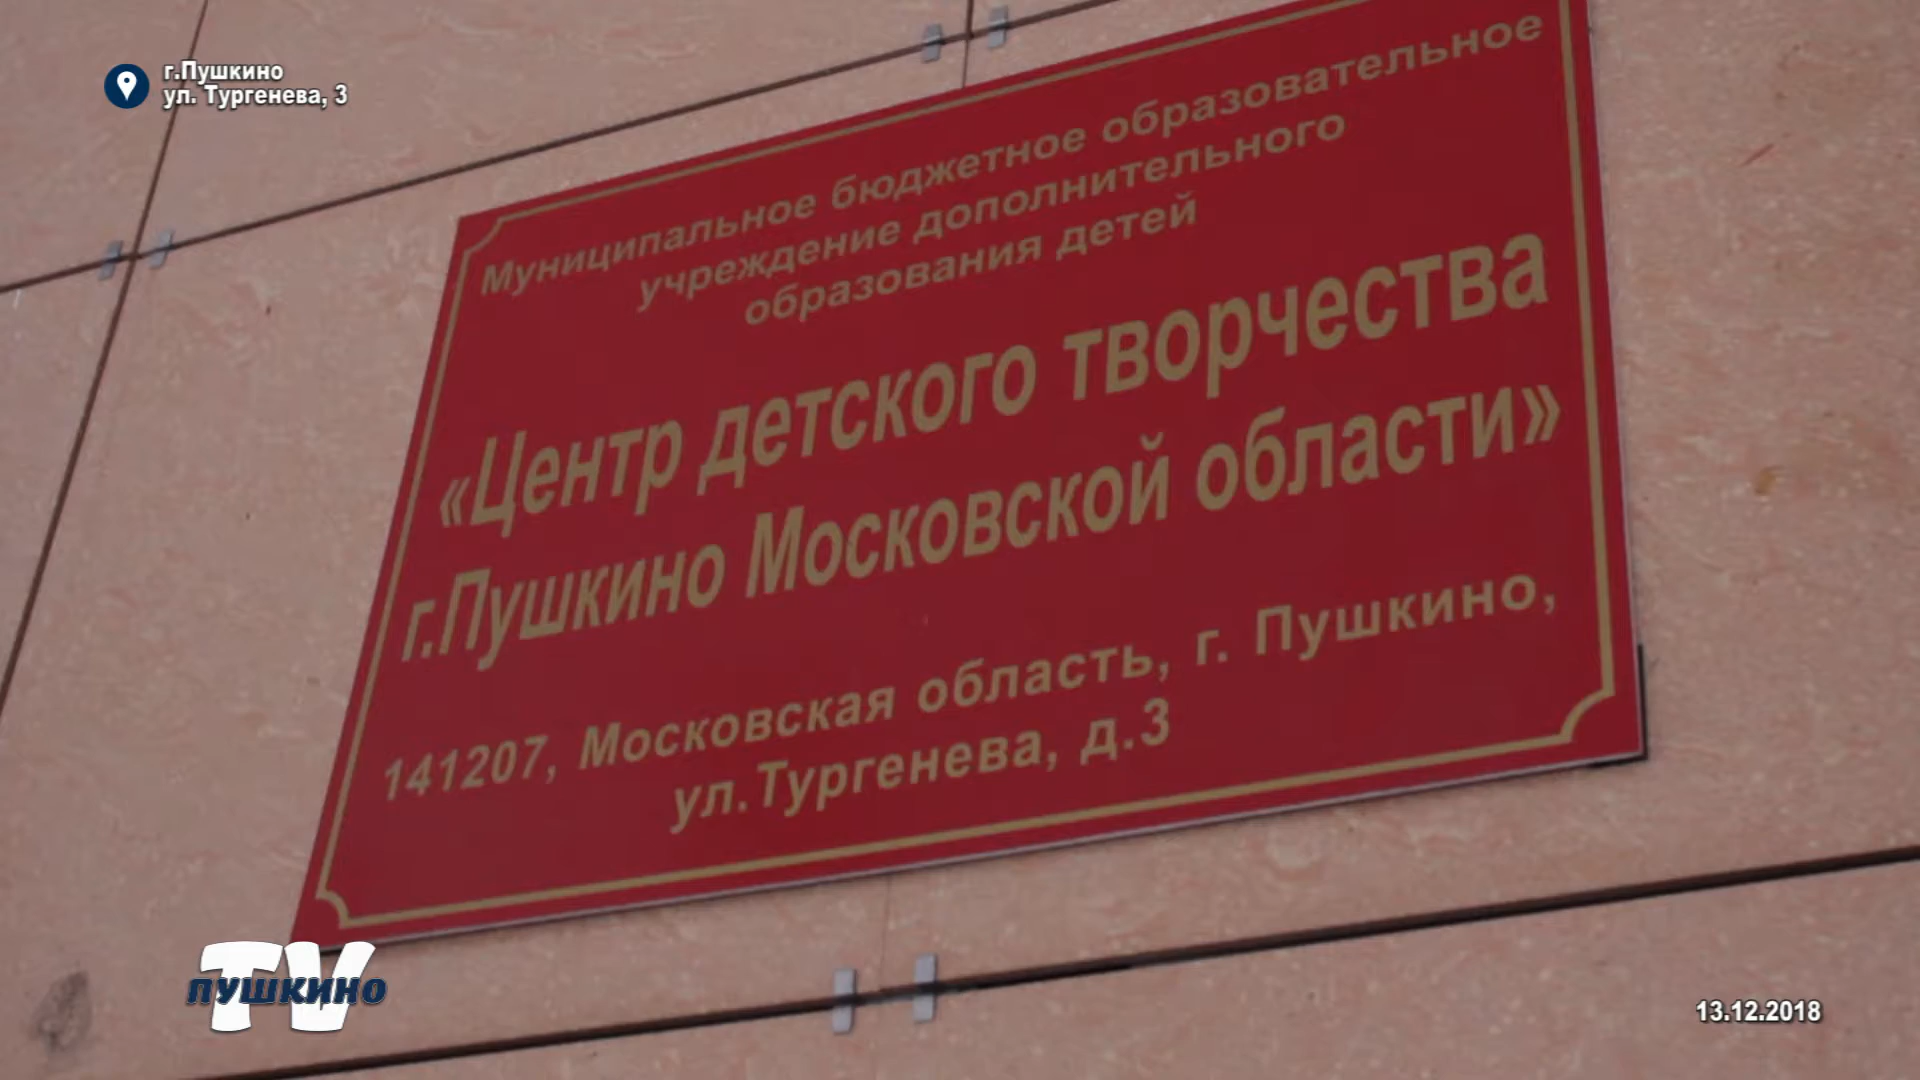 г.Пушкино
ул. Тургенева, 3
Муниципальное бюджетное образовательное
учреждение дополнительного
образования детей
«Центр детского творчества
г.Пушкино Московской области»
141207, Московская область, г. Пушкино,
ул.Тургенева, д.3
TV
ПУШКИНО
13.12.2018